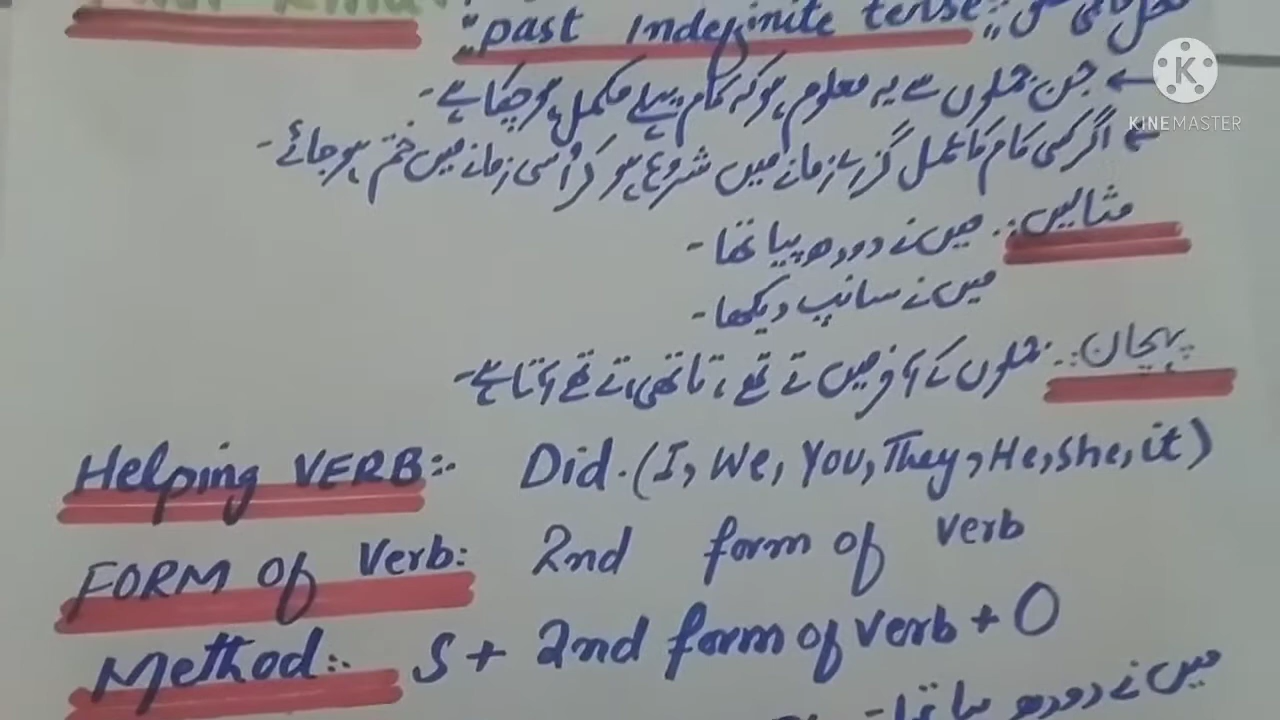 "past Indefinite tense"
← جن جملوں سے یہ معلوم ہو کہ کام پہلے مکمل ہو چکا ہے-
← اگر کسی کام کا عمل گزرے زمانے میں شروع ہو کر اُسی زمانے میں ختم ہو جائے-
مثالیں:. میں نے دودھ پیا تھا-
میں نے سانپ دیکھا-
پہچان:. جملوں کے آخر میں تے تھے، تا تھی، تے تھے آتا ہے-
Helping VERB:- Did. (I, We, You, They, He, She, it)
FORM of Verb: 2nd form of verb
Method:- S + 2nd form of verb + O
میں نے دودھ پیا تھا-
KINEMASTER